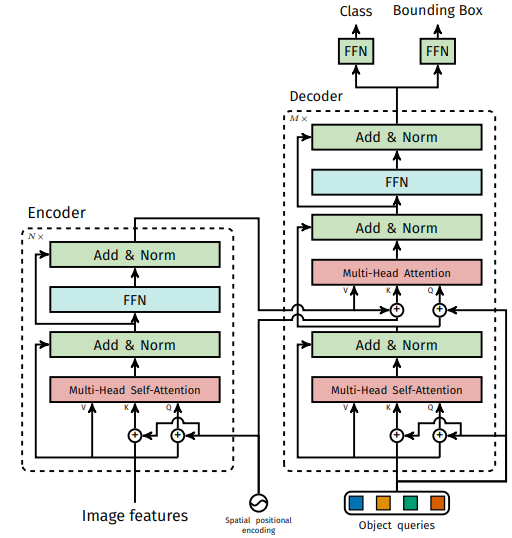 Class
Bounding Box
FFN
FFN
Decoder
M×
Add & Norm
FFN
Add & Norm
Multi-Head Attention
V
K
Q
+
+
Add & Norm
Multi-Head Self-Attention
V
K
Q
+
+
Object queries
Encoder
N×
Add & Norm
FFN
Add & Norm
Multi-Head Self-Attention
V
K
Q
+
+
Image features
Spatial positional
encoding